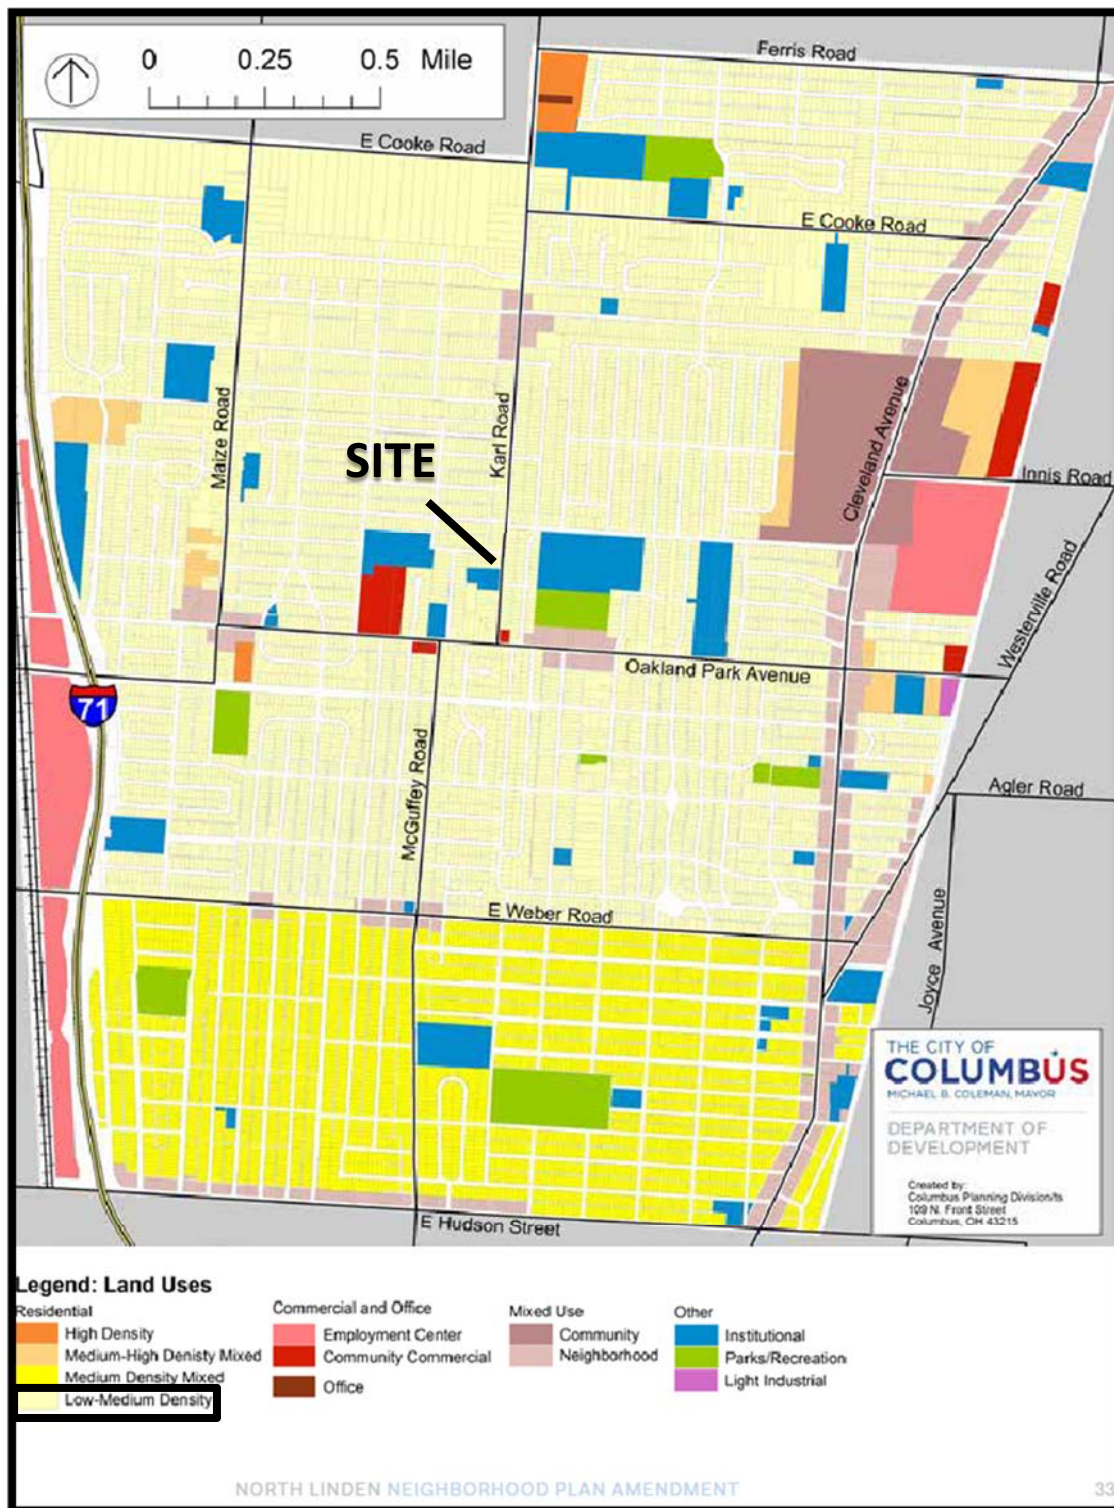 0 0.25 0.5 Mile
Ferris Road
E Cooke Road
E Cooke Road
Maize Road
Karl Road
SITE
Cleveland Avenue
Innis Road
Westerville Road
Oakland Park Avenue
71
McGuffey Road
Agler Road
E Weber Road
Joyce Avenue
E Hudson Street
THE CITY OF
COLUMBUS
MICHAEL B. COLEMAN, MAYOR
DEPARTMENT OF
DEVELOPMENT
Created by:
Columbus Planning Division/ts
109 N. Front Street
Columbus, OH 43215
Legend: Land Uses
Residential
High Density
Medium-High Denisty Mixed
Medium Density Mixed
Low-Medium Density
Commercial and Office
Employment Center
Community Commercial
Office
Mixed Use
Community
Neighborhood
Other
Institutional
Parks/Recreation
Light Industrial
NORTH LINDEN NEIGHBORHOOD PLAN AMENDMENT 33